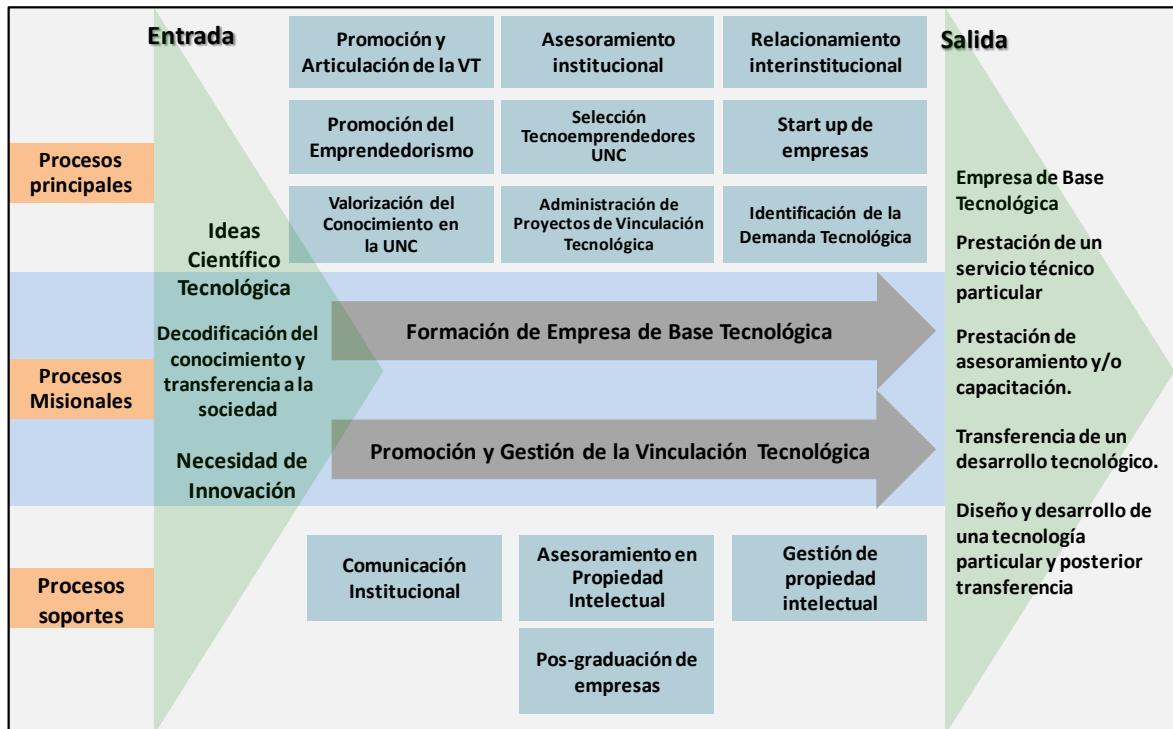 Entrada
Salida
Promoción y
Articulación de la VT
Asesoramiento
institucional
Relacionamiento
interinstitucional
Promoción del
Emprendedorismo
Selección
Tecnoemprendedores
UNC
Start up de
empresas
Valorización del
Conocimiento en
la UNC
Administración de
Proyectos de Vinculación
Tecnológica
Identificación de la
Demanda Tecnológica
Procesos
principales
Procesos
Misionales
Procesos
soportes
Ideas
Científico
Tecnológica
Decodificación del
conocimiento y
transferencia a la
sociedad
Necesidad de
Innovación
Formación de Empresa de Base Tecnológica
Promoción y Gestión de la Vinculación Tecnológica
Comunicación
Institucional
Asesoramiento en
Propiedad
Intelectual
Gestión de
propiedad
intelectual
Pos-graduación de
empresas
Empresa de Base
Tecnológica
Prestación de un
servicio técnico
particular
Prestación de
asesoramiento y/o
capacitación.
Transferencia de un
desarrollo tecnológico.
Diseño y desarrollo de
una tecnología
particular y posterior
transferencia